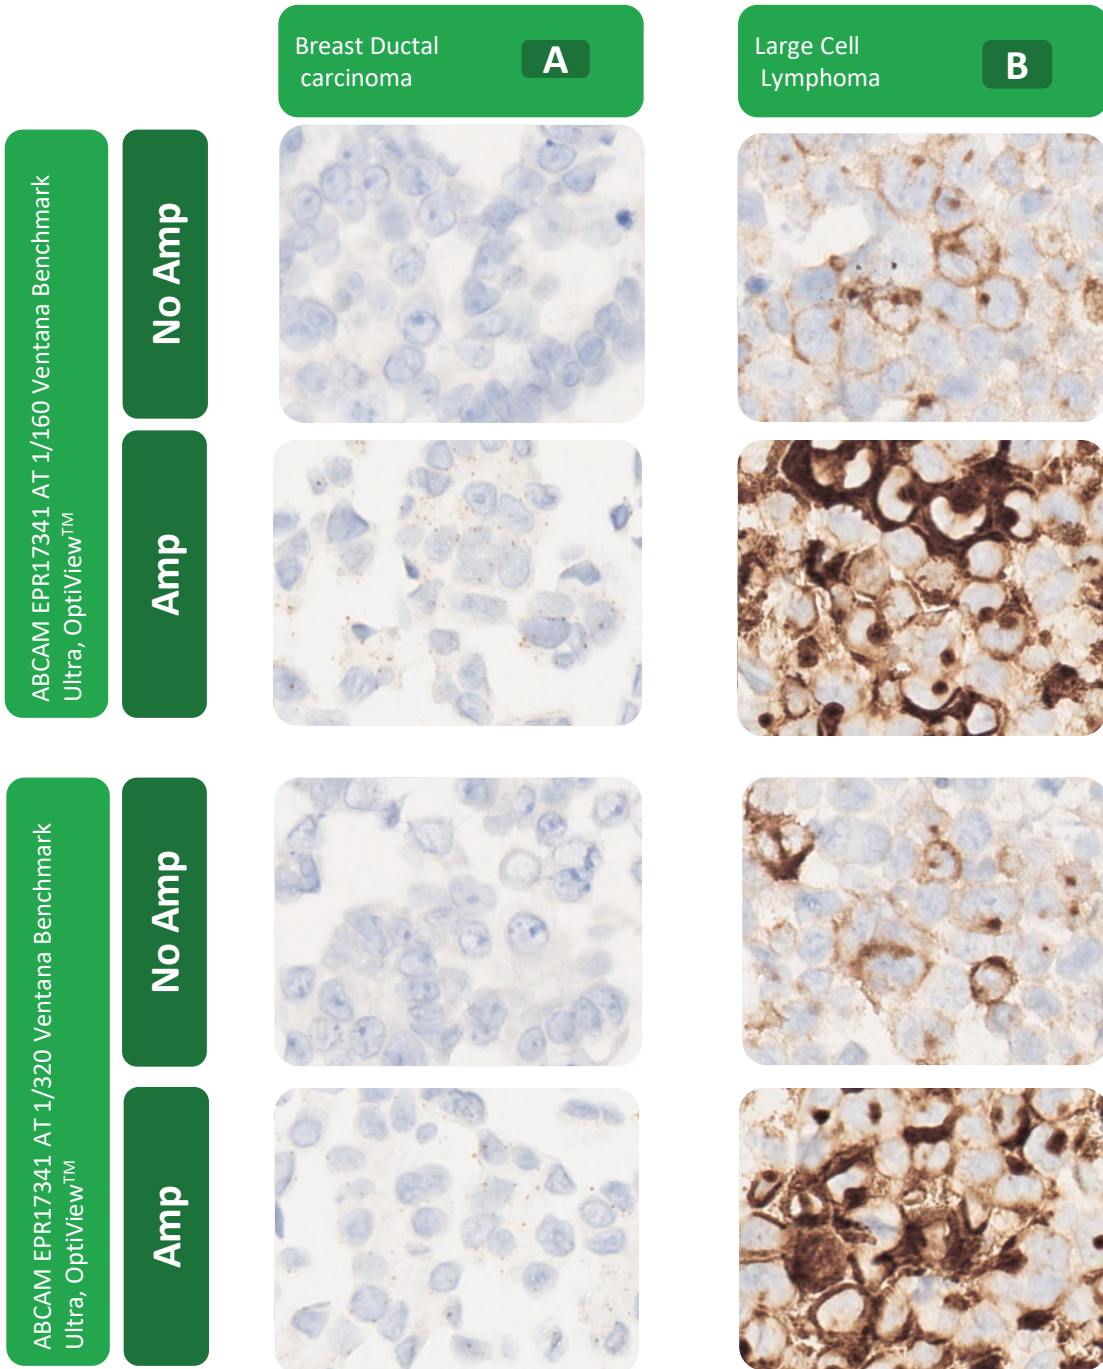 Breast Ductal
carcinoma
A
Large Cell
Lymphoma
B
ABCAM EPR17341 AT 1/160 Ventana Benchmark
Ultra, OptiView™
No Amp
Amp
ABCAM EPR17341 AT 1/320 Ventana Benchmark
Ultra, OptiView™
No Amp
Amp